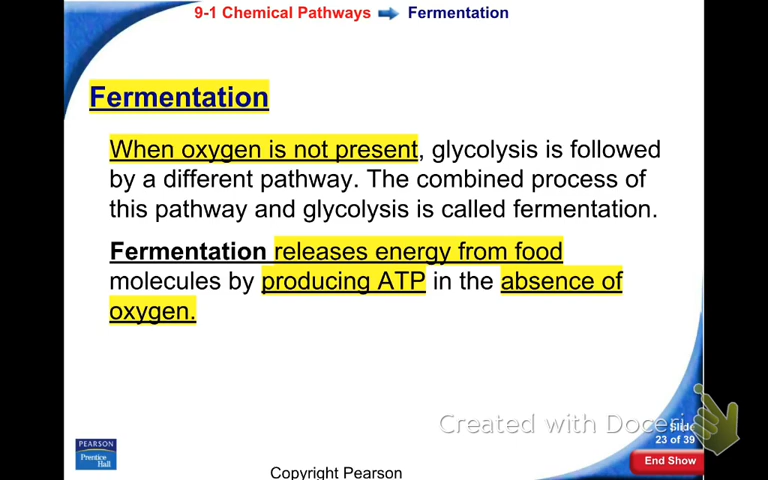 9-1 Chemical Pathways Fermentation
Fermentation
When oxygen is not present, glycolysis is followed
by a different pathway. The combined process of
this pathway and glycolysis is called fermentation.
Fermentation releases energy from food
molecules by producing ATP in the absence of
oxygen.
Created with Doceri
Slide
23 of 39
PEARSON
Prentice
Hall
End Show
Copyright Pearson